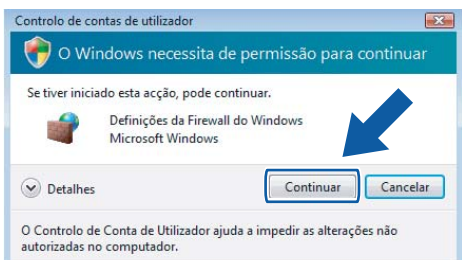 Controlo de contas de utilizador
O Windows necessita de permissão para continuar
Se tiver iniciado esta acção, pode continuar.
Definições da Firewall do Windows
Microsoft Windows
Detalhes
Continuar
Cancelar
O Controlo de Conta de Utilizador ajuda a impedir as alterações não
autorizadas no computador.